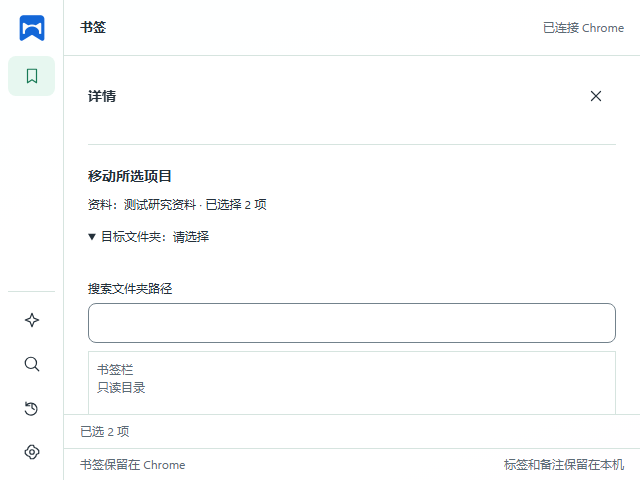 书签
已连接 Chrome
详情
移动所选项目
资料：测试研究资料 · 已选择 2 项
▼ 目标文件夹：请选择
搜索文件夹路径
书签栏
只读目录
已选 2 项
书签保留在 Chrome
标签和备注保留在本机